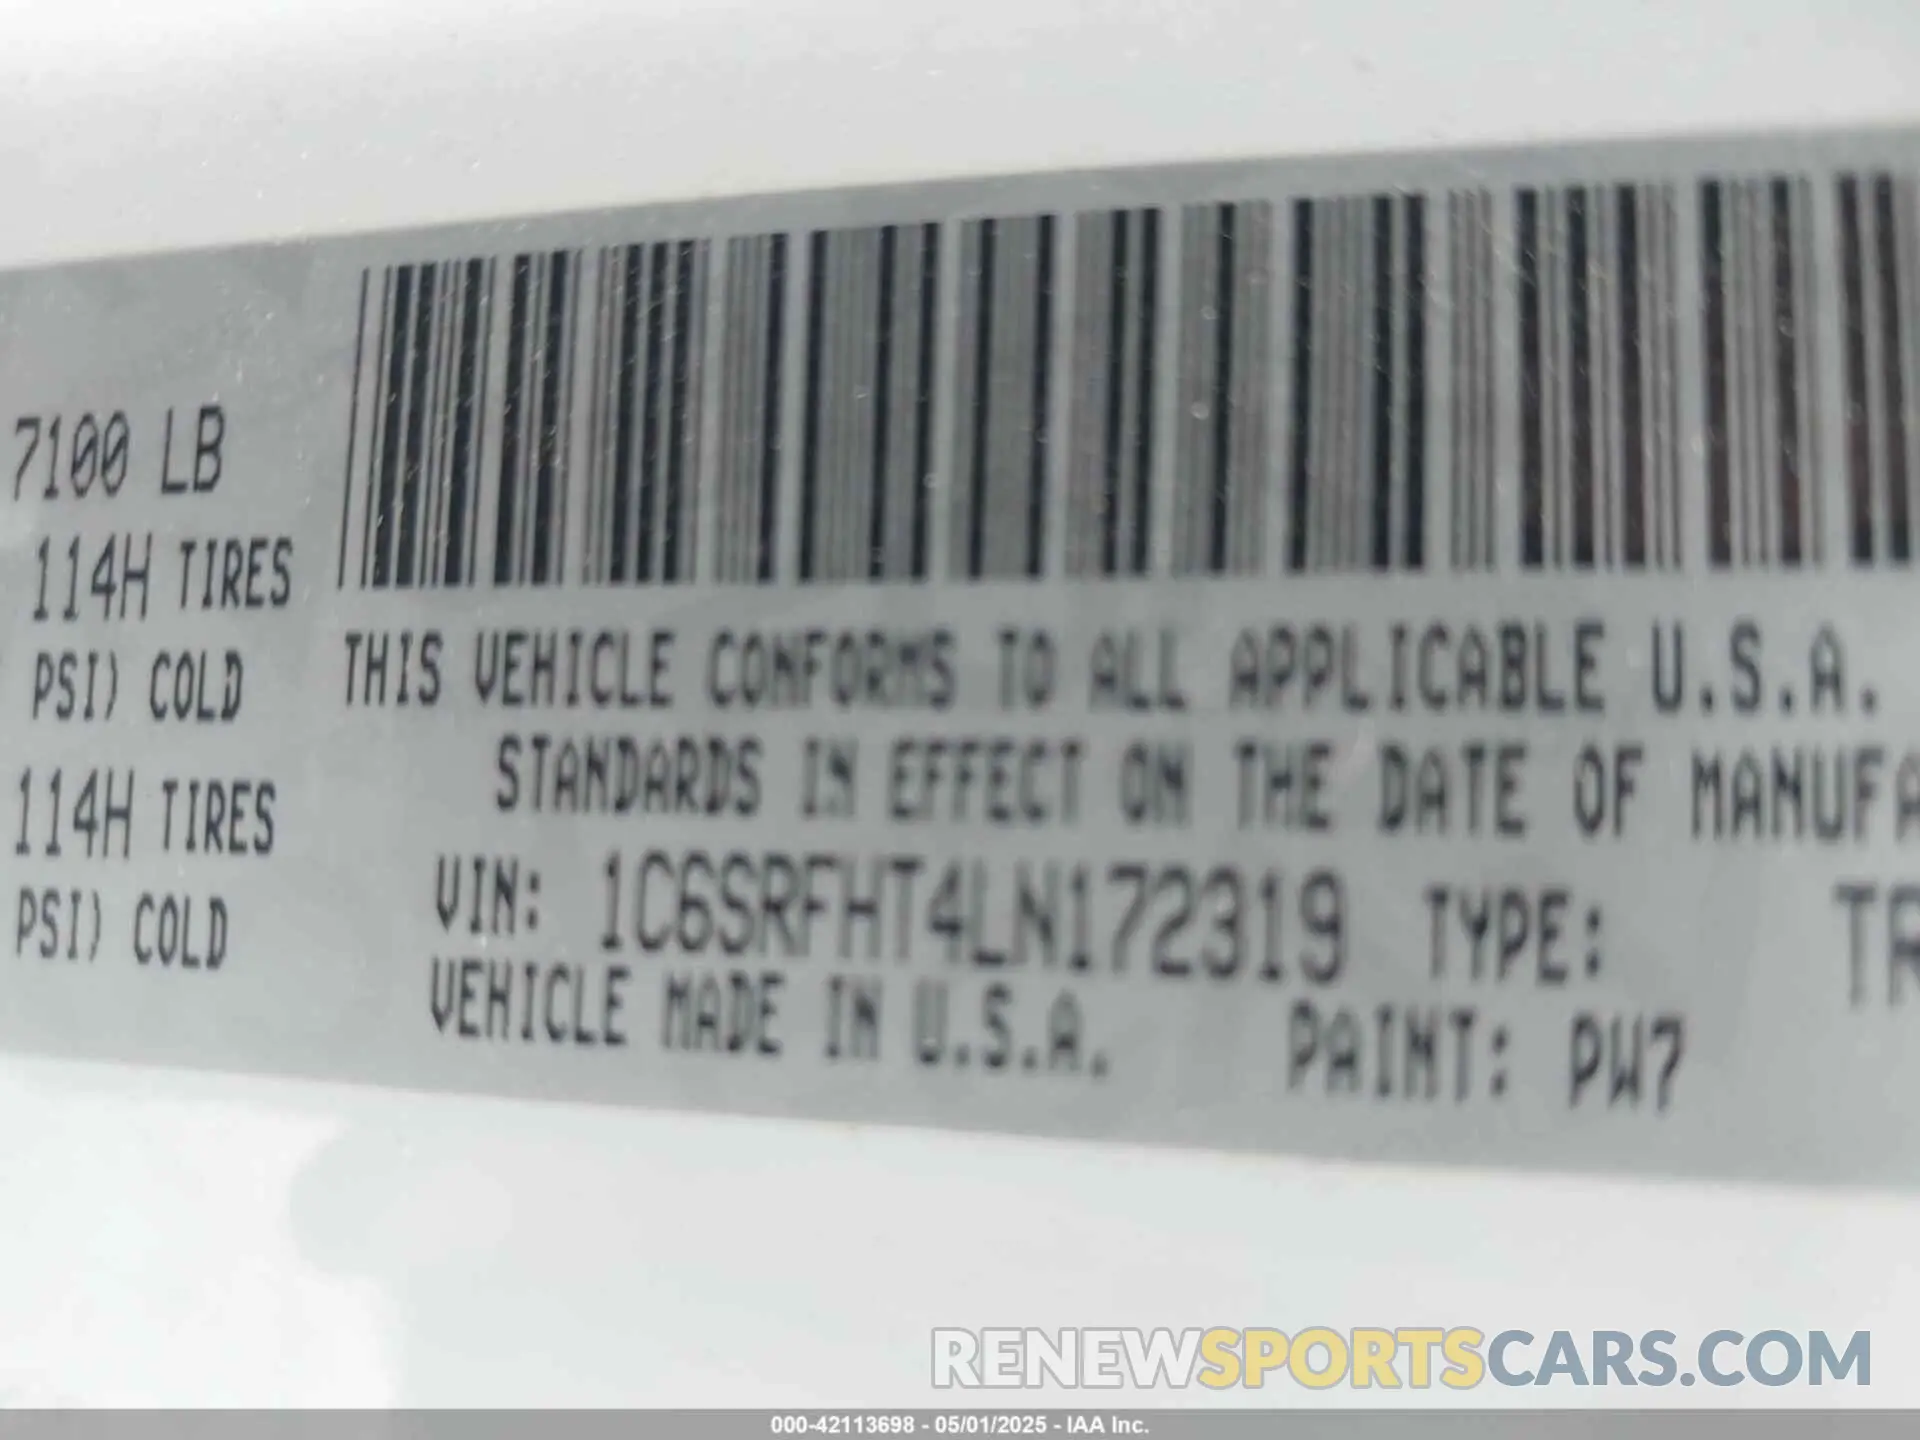 7100 LB
114H TIRES
PSI) COLD
114H TIRES
PSI) COLD
THIS VEHICLE CONFORMS TO ALL APPLICABLE U.S.A.
STANDARDS IN EFFECT ON THE DATE OF MANUFA
VIN: 1C6SRFHT4LN172319 TYPE: TR
VEHICLE MADE IN U.S.A. PAINT: PW7
RENEWSPORTSCARS.COM
000-42113698 - 05/01/2025 - IAA Inc.